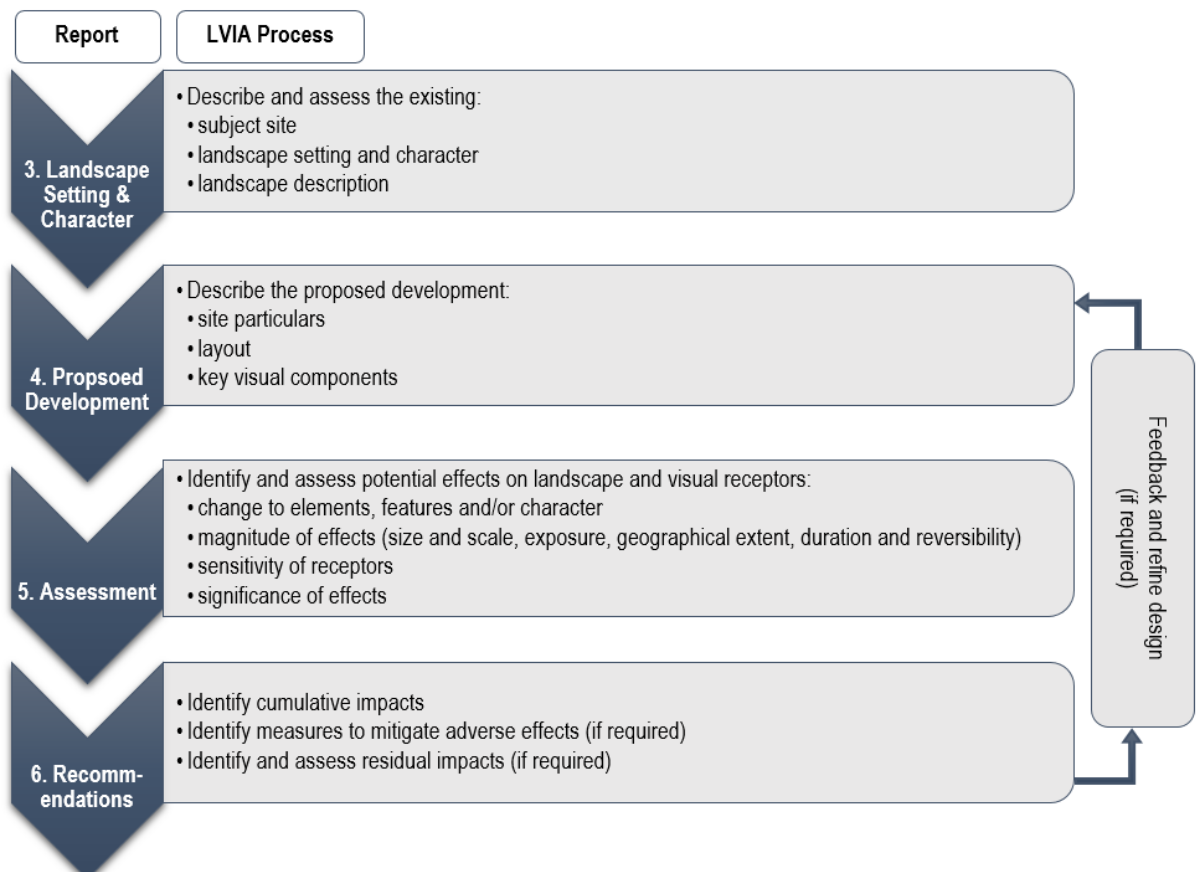 Report
LVIA Process
3. Landscape
Setting &
Character
• Describe and assess the existing:
• subject site
• landscape setting and character
• landscape description
4. Propsoed
Development
• Describe the proposed development:
• site particulars
• layout
• key visual components
5. Assessment
• Identify and assess potential effects on landscape and visual receptors:
• change to elements, features and/or character
• magnitude of effects (size and scale, exposure, geographical extent, duration and reversibility)
• sensitivity of receptors
• significance of effects
6. Recomm-
endations
• Identify cumulative impacts
• Identify measures to mitigate adverse effects (if required)
• Identify and assess residual impacts (if required)
Feedback and refine design
(if required)